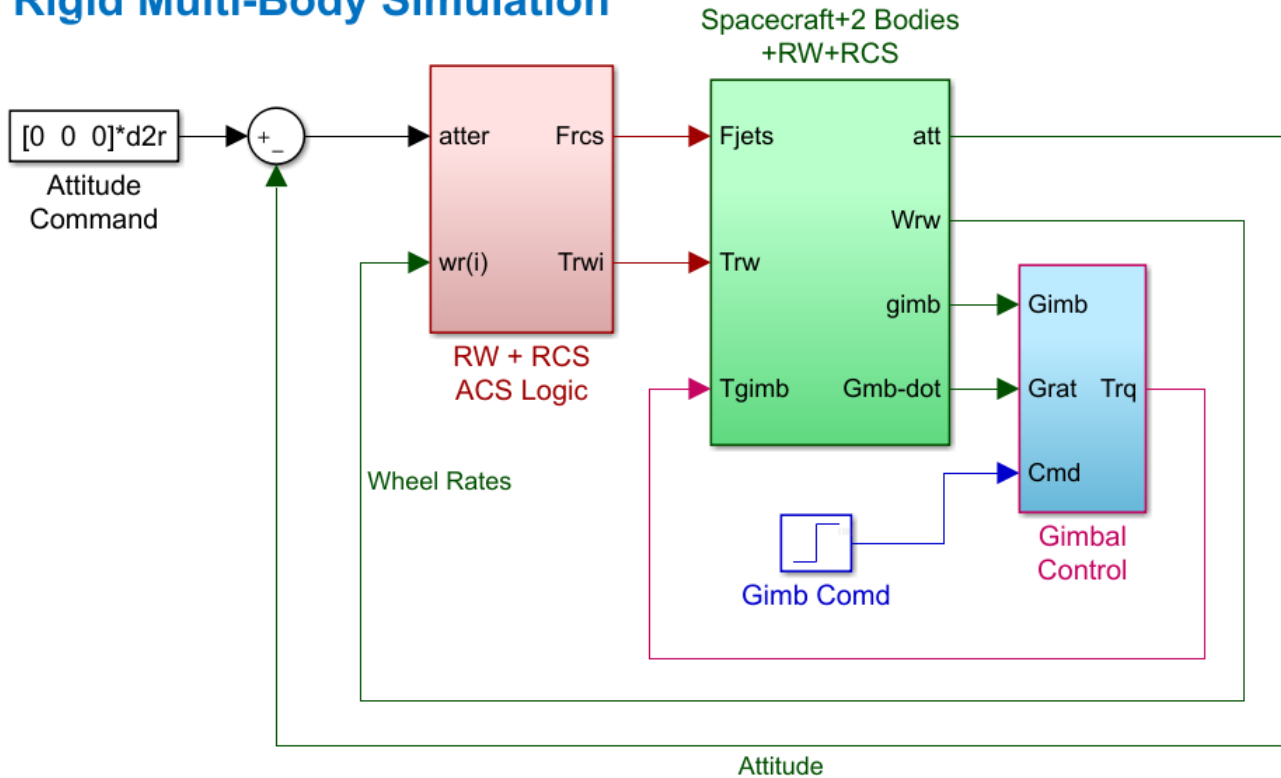 Rigid Multi-Body Simulation
Spacecraft+2 Bodies
+RW+RCS
[0 0 0]*d2r
Attitude
Command
+
_
atter
Frcs
wr(i)
Trwi
RW + RCS
ACS Logic
Fjets
att
Wrw
Trw
gimb
Tgimb
Gmb-dot
Gimb
Grat
Trq
Cmd
Gimbal
Control
Wheel Rates
Gimb Comd
Attitude